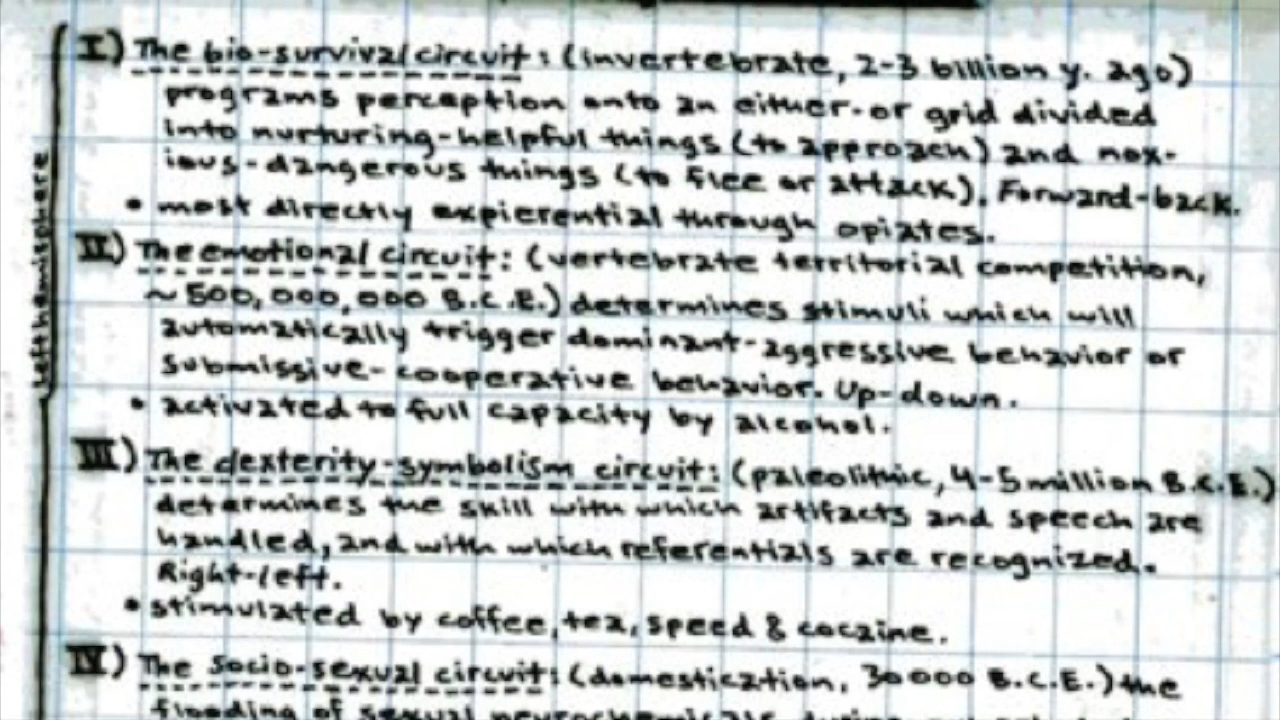 I) The bio-survival circuit: (invertebrate, 2-3 billion y. ago)
programs perception onto an either-or grid divided
into nurturing-helpful things (to approach) and nox-
ious-dangerous things (to flee or attack). Forward-back.
• most directly expierential through opiates.
II) The emotional circuit: (vertebrate territorial competition,
~500,000,000 B.C.E.) determines stimuli which will
automatically trigger dominant-aggressive behavior or
submissive-cooperative behavior. Up-down.
• activated to full capacity by alcohol.
III) The dexterity-symbolism circuit: (paleolithic, 4-5 million B.C.E.)
determines the skill with which artifacts and speech are
handled, and with which referentials are recognized.
Right-left.
• stimulated by coffee, tea, speed & cocaine.
IV) The socio-sexual circuit: (domestication, 30000 B.C.E.) the
flooding of sexual neurochemicals during
left hemisphere